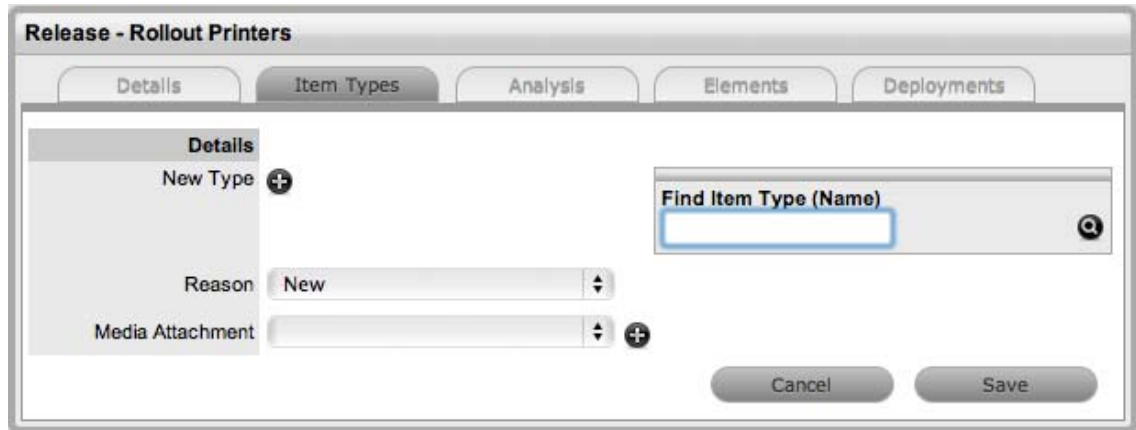 Release - Rollout Printers
Details Item Types Analysis Elements Deployments
Details
New Type
Find Item Type (Name)
Reason New
Media Attachment
Cancel Save